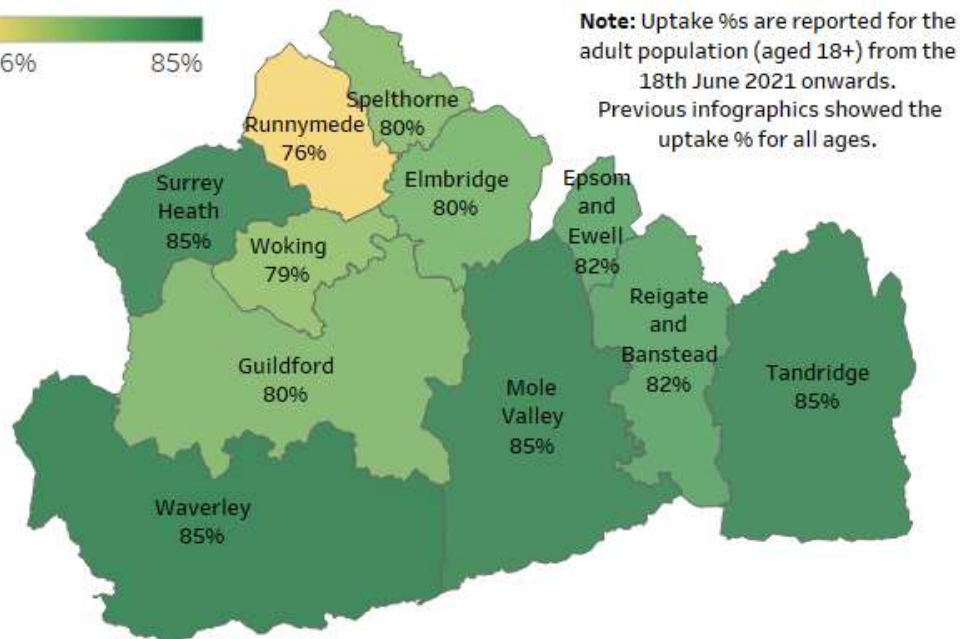 6%
85%
Note: Uptake %s are reported for the
adult population (aged 18+) from the
18th June 2021 onwards.
Previous infographics showed the
uptake % for all ages.
Spelthorne
80%
Runnymede
76%
Elmbridge
80%
Epsom
and
Ewell
82%
Surrey
Heath
85%
Woking
79%
Reigate
and
Banstead
82%
Guildford
80%
Mole
Valley
85%
Tandridge
85%
Waverley
85%